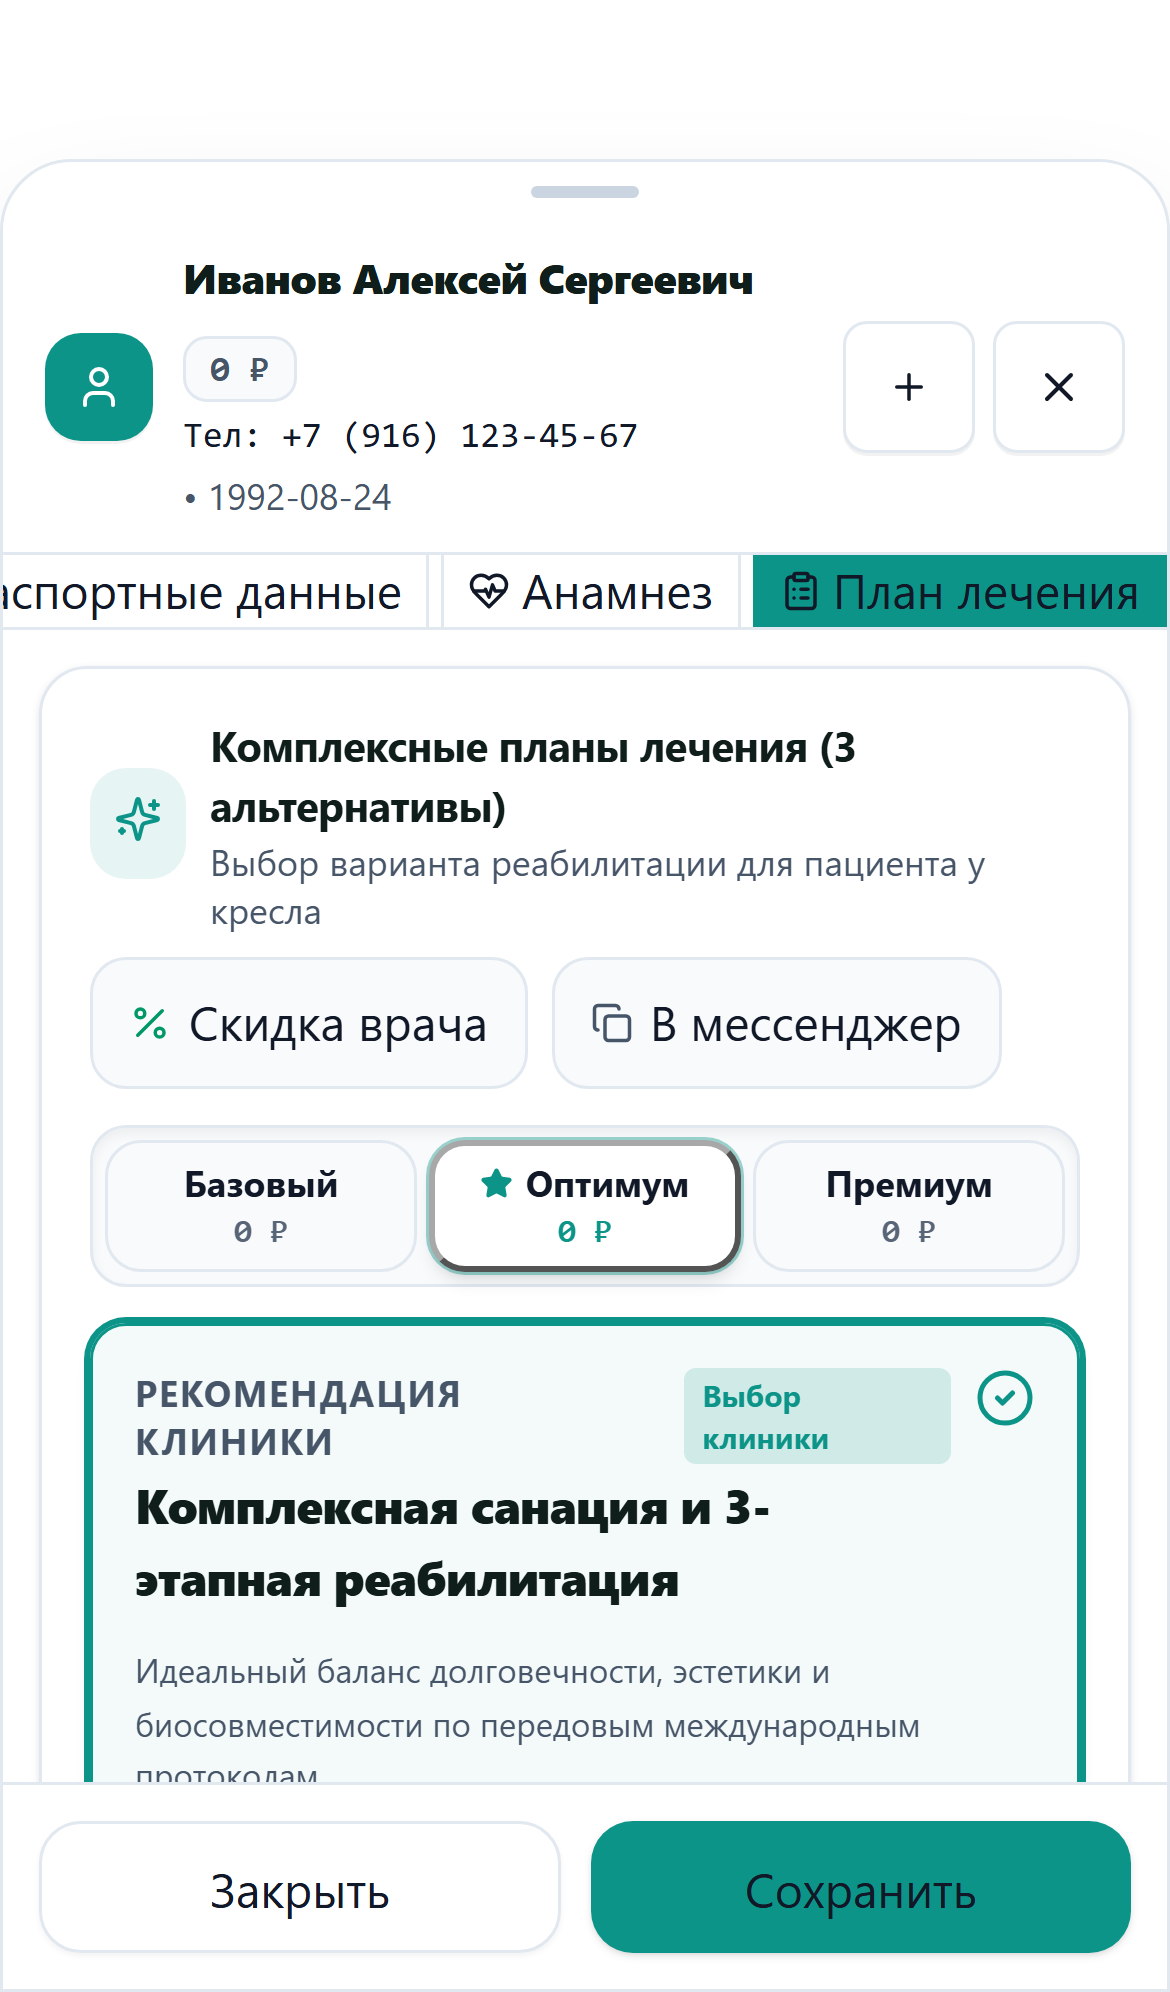 Иванов Алексей Сергеевич
0 ₽
Тел: +7 (916) 123-45-67
• 1992-08-24
аспортные данные
Анамнез
План лечения
Комплексные планы лечения (3
альтернативы)
Выбор варианта реабилитации для пациента у
кресла
Скидка врача
В мессенджер
Базовый
0 ₽
Оптимум
0 ₽
Премиум
0 ₽
РЕКОМЕНДАЦИЯ
КЛИНИКИ
Выбор
клиники
Комплексная санация и 3-
этапная реабилитация
Идеальный баланс долговечности, эстетики и
биосовместимости по передовым международным
протоколам
Закрыть
Сохранить